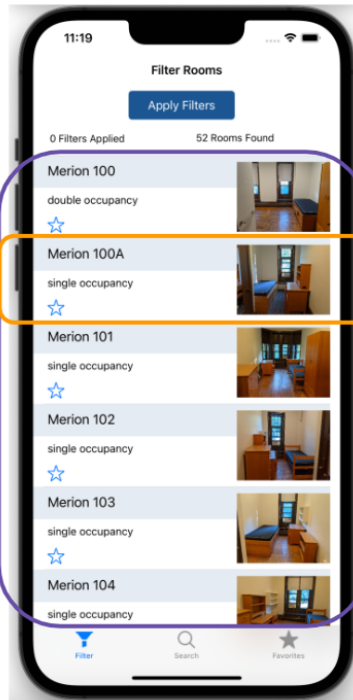 11:19
Filter Rooms
Apply Filters
0 Filters Applied 52 Rooms Found
Merion 100
double occupancy
Merion 100A
single occupancy
Merion 101
single occupancy
Merion 102
single occupancy
Merion 103
single occupancy
Merion 104
single occupancy
Filter Search Favorites